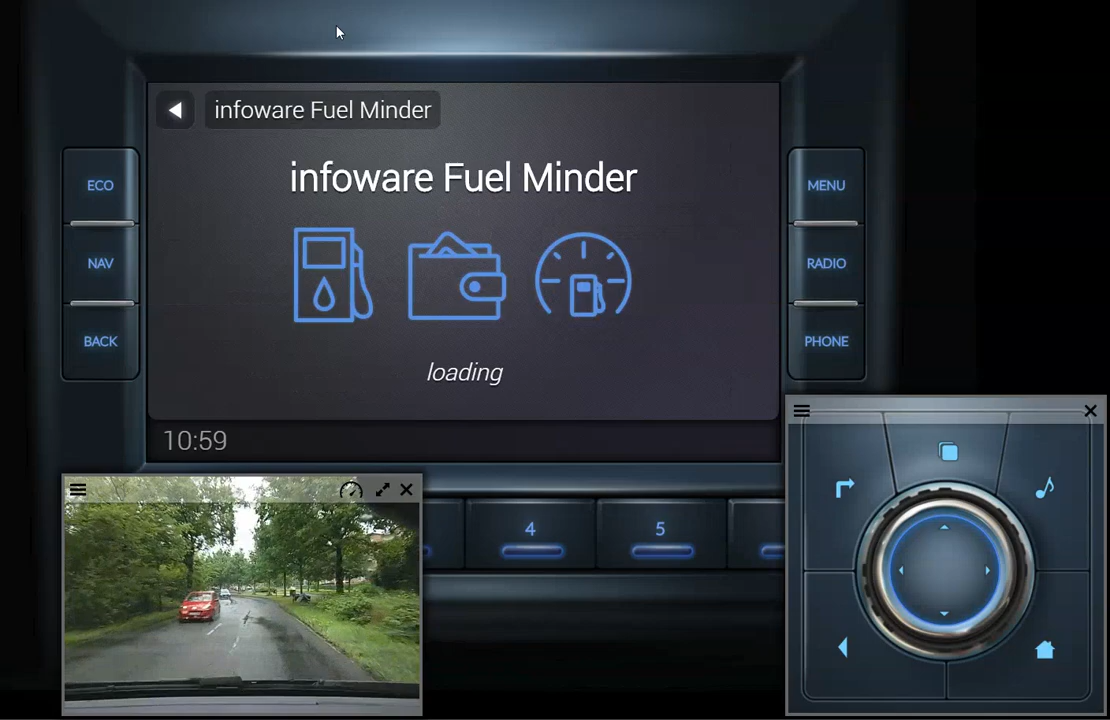 infoware Fuel Minder
infoware Fuel Minder
ECO
MENU
NAV
RADIO
BACK
PHONE
loading
10:59
4
5